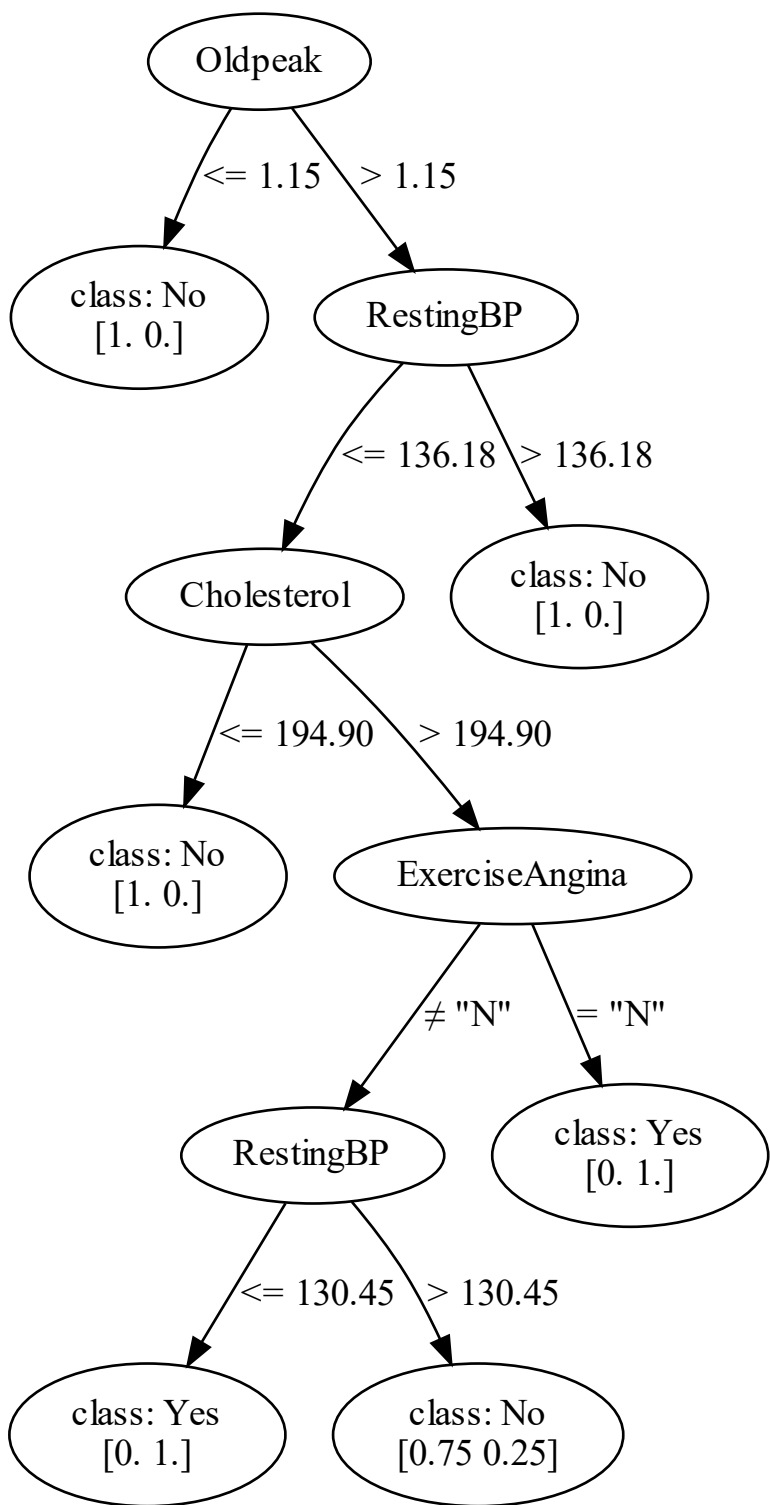 Oldpeak
<= 1.15
> 1.15
class: No
[1. 0.]
RestingBP
<= 136.18
> 136.18
Cholesterol
class: No
[1. 0.]
<= 194.90
> 194.90
class: No
[1. 0.]
ExerciseAngina
≠ "N"
= "N"
RestingBP
class: Yes
[0. 1.]
<= 130.45
> 130.45
class: Yes
[0. 1.]
class: No
[0.75 0.25]